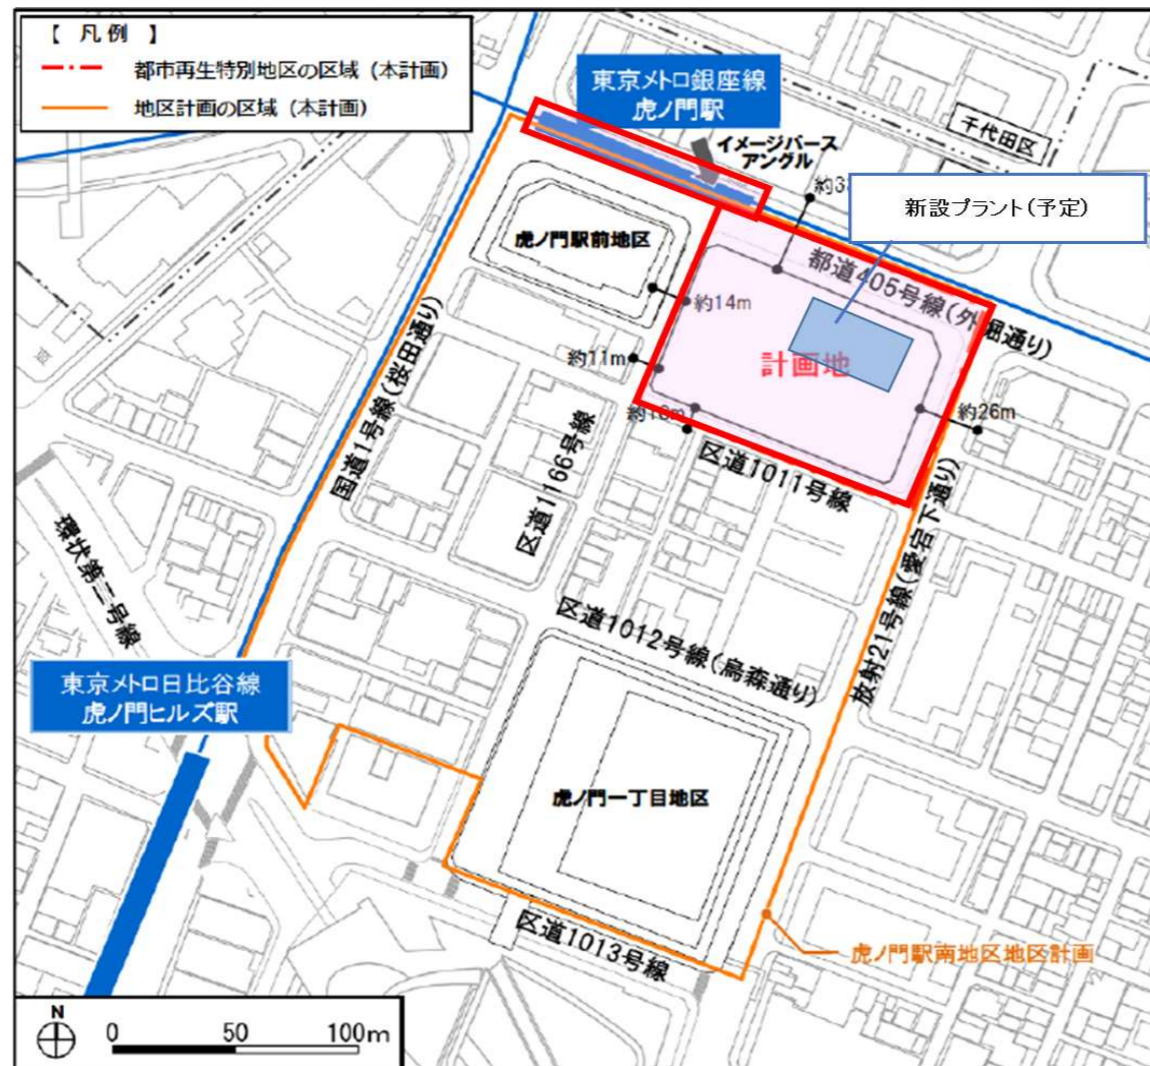 【 凡例 】
都市再生特別地区の区域（本計画）
地区計画の区域（本計画）
東京メトロ銀座線
虎ノ門駅
イメージパース
アングル
千代田区
新設プラント（予定）
虎ノ門駅前地区
都道405号線（外堀通り）
約14m
約11m
計画地
約26m
区道1011号線
国道1号線（桜田通り）
区道1166号線
環状第二号線
区道1012号線（烏森通り）
放射21号線（愛宕下通り）
東京メトロ日比谷線
虎ノ門ヒルズ駅
虎ノ門一丁目地区
区道1013号線
虎ノ門駅南地区地区計画
N
0 50 100m